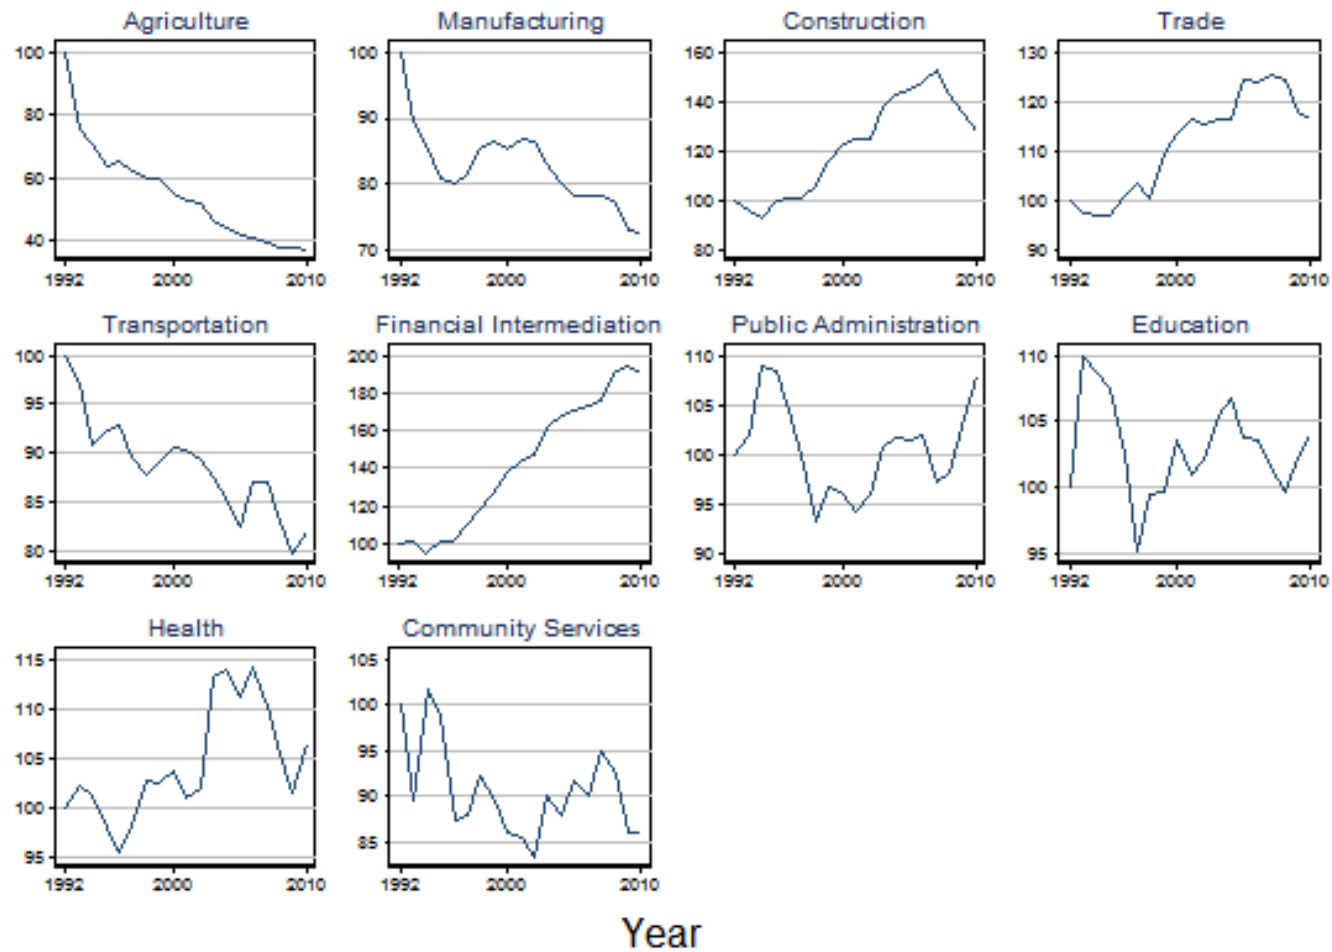 Agriculture Manufacturing Construction Trade
100 100 160 130
80 90 140 120
60 80 120 110
40 70 100 100
80 90
1992 2000 2010 1992 2000 2010 1992 2000 2010 1992 2000 2010
Transportation Financial Intermediation Public Administration Education
100 200 110 110
95 180 105 105
90 160 100 100
85 140 95 95
80 120 90
100
1992 2000 2010 1992 2000 2010 1992 2000 2010 1992 2000 2010
Health Community Services
115 105
110 100
105 95
100 90
95 85
1992 2000 2010 1992 2000 2010
Year